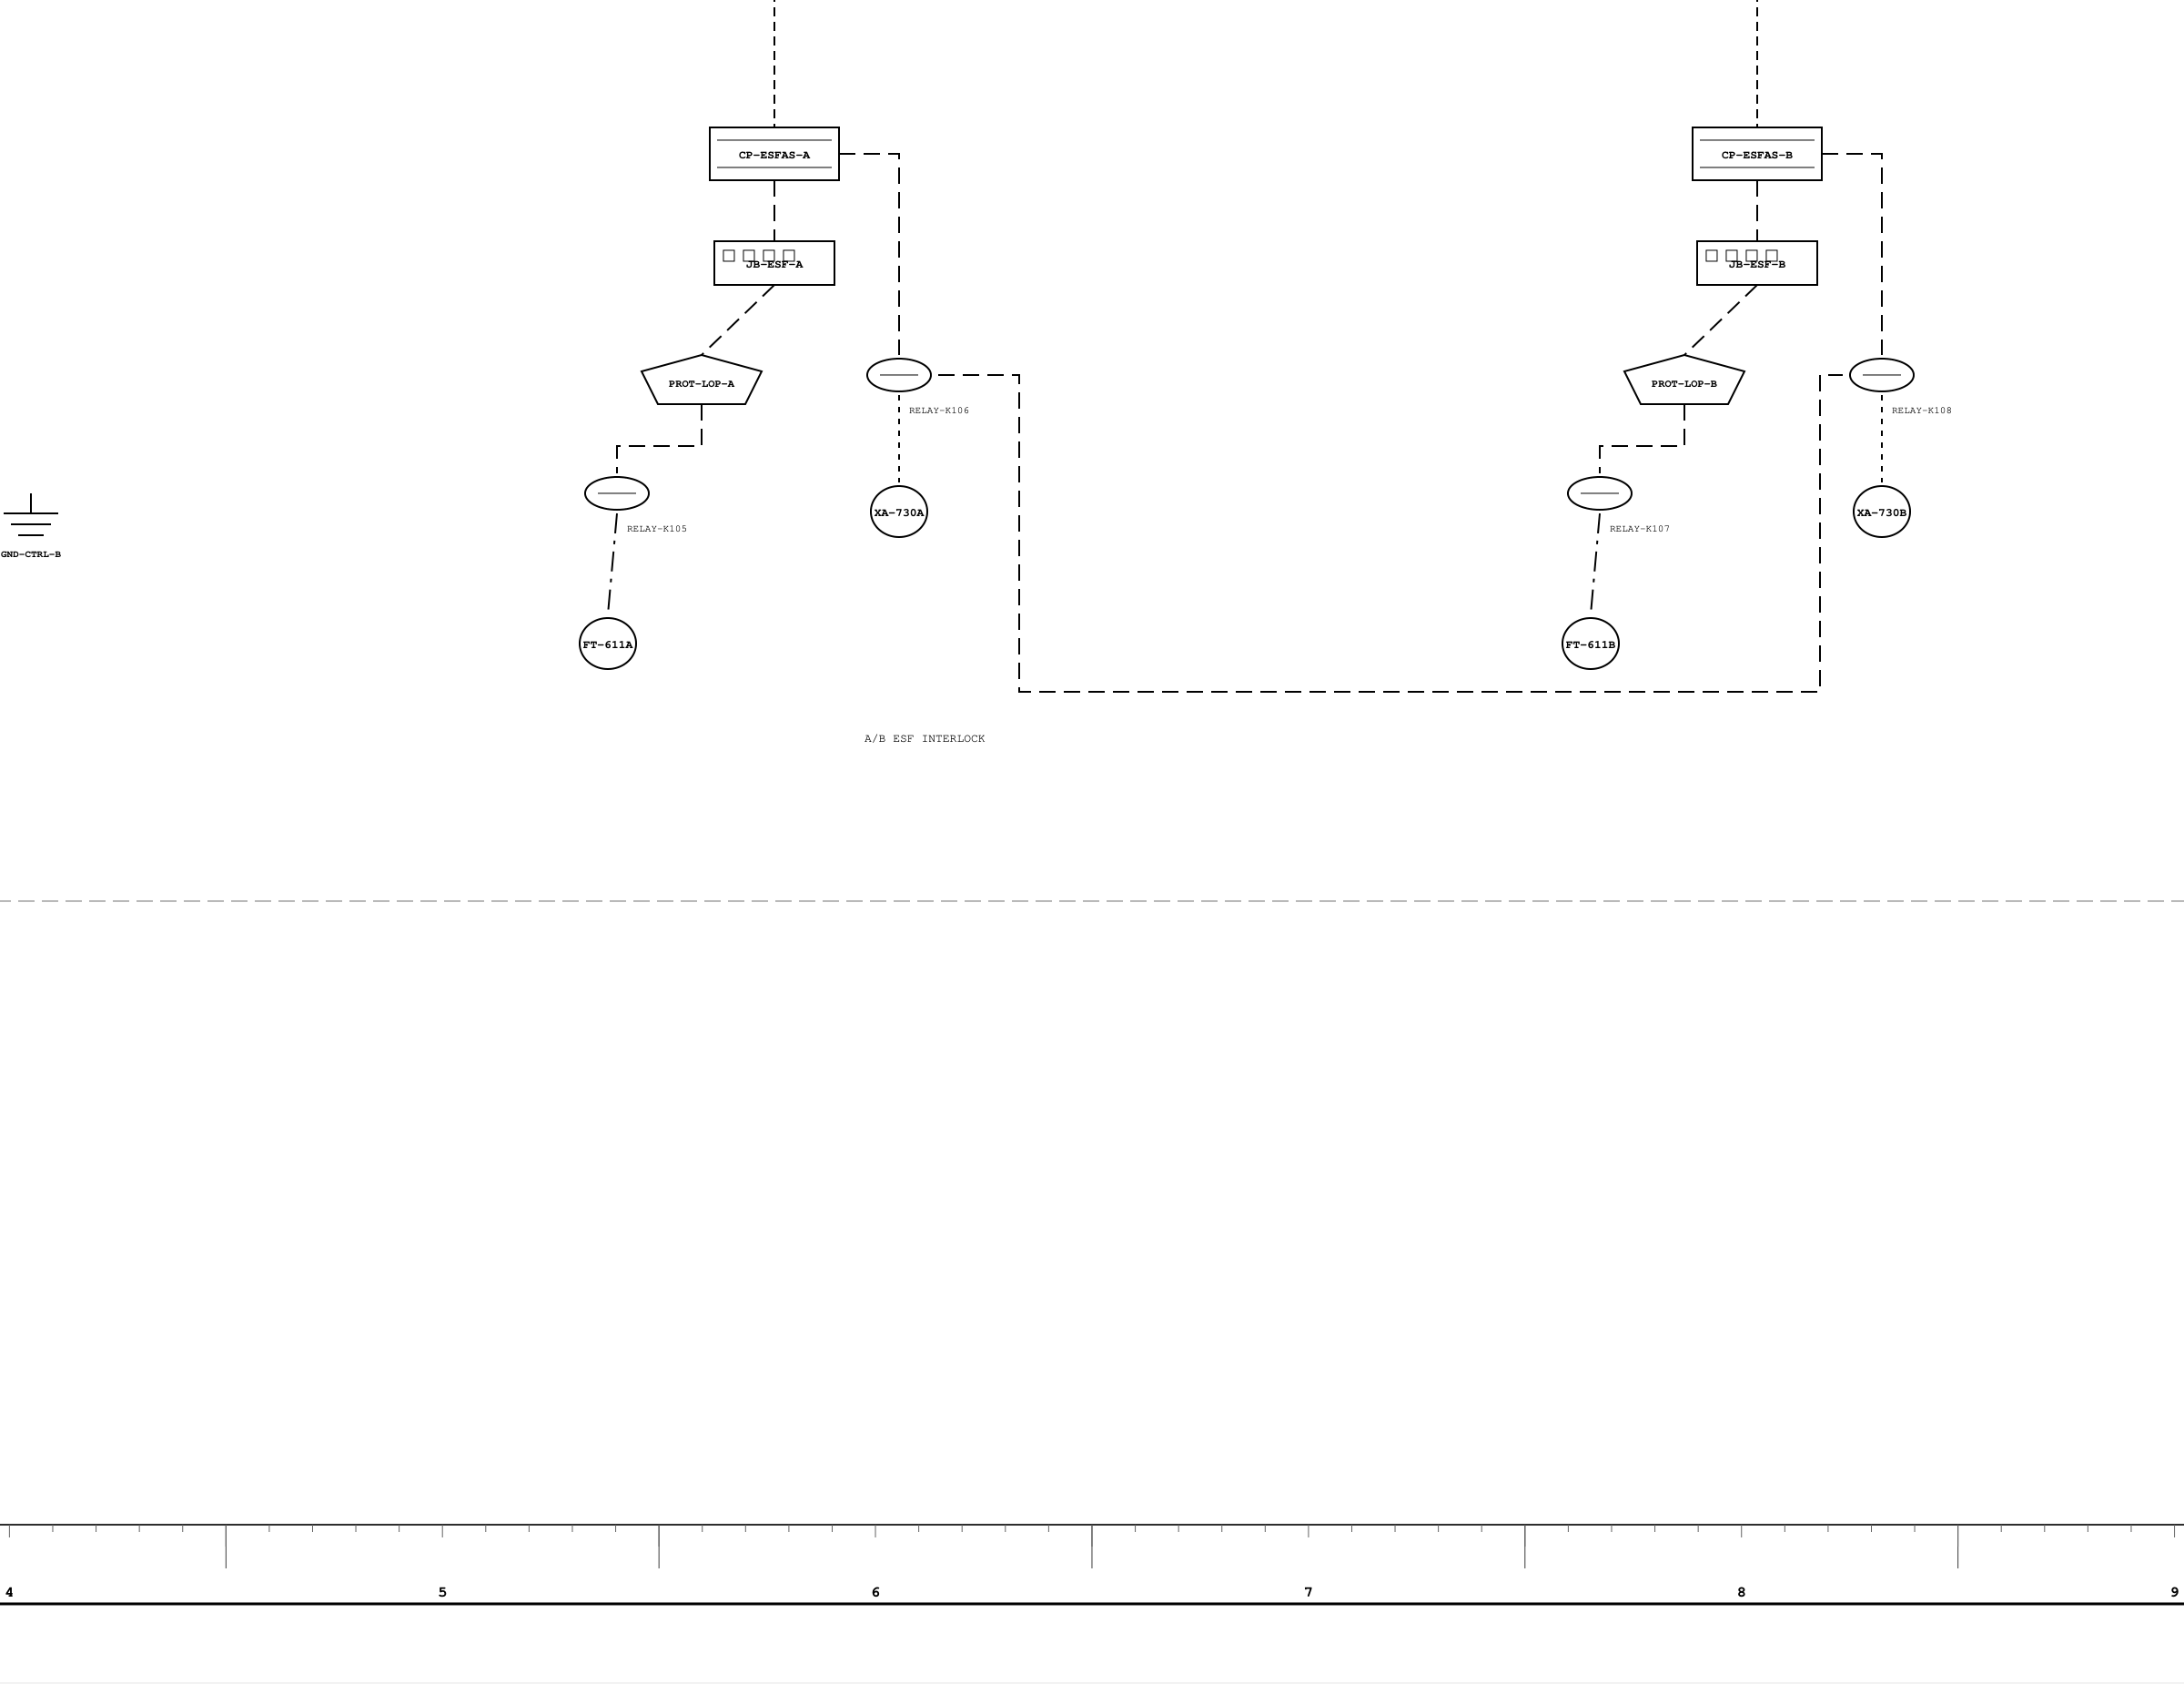 CP-ESFAS-A
CP-ESFAS-B
JB-ESF-A
JB-ESF-B
PROT-LOP-A
PROT-LOP-B
RELAY-K106
RELAY-K108
XA-730A
XA-730B
RELAY-K105
RELAY-K107
GND-CTRL-B
FT-611A
FT-611B
A/B ESF INTERLOCK
4 5 6 7 8 9